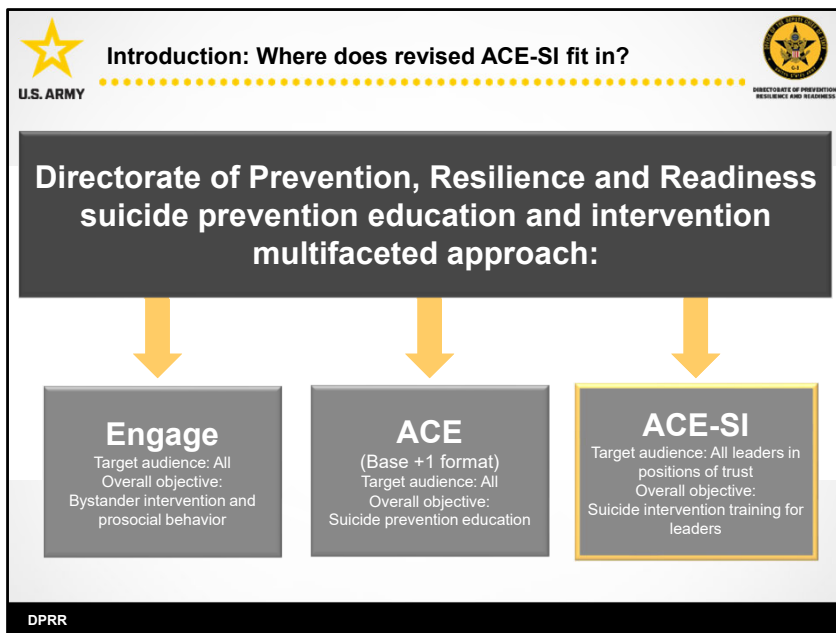 Introduction: Where does revised ACE-SI fit in?
U.S. ARMY
DIRECTORATE OF PREVENTION
RESILIENCE AND READINESS
Directorate of Prevention, Resilience and Readiness
suicide prevention education and intervention
multifaceted approach:
Engage
Target audience: All
Overall objective:
Bystander intervention and
prosocial behavior
ACE
(Base +1 format)
Target audience: All
Overall objective:
Suicide prevention education
ACE-SI
Target audience: All leaders in
positions of trust
Overall objective:
Suicide intervention training for
leaders
DPRR